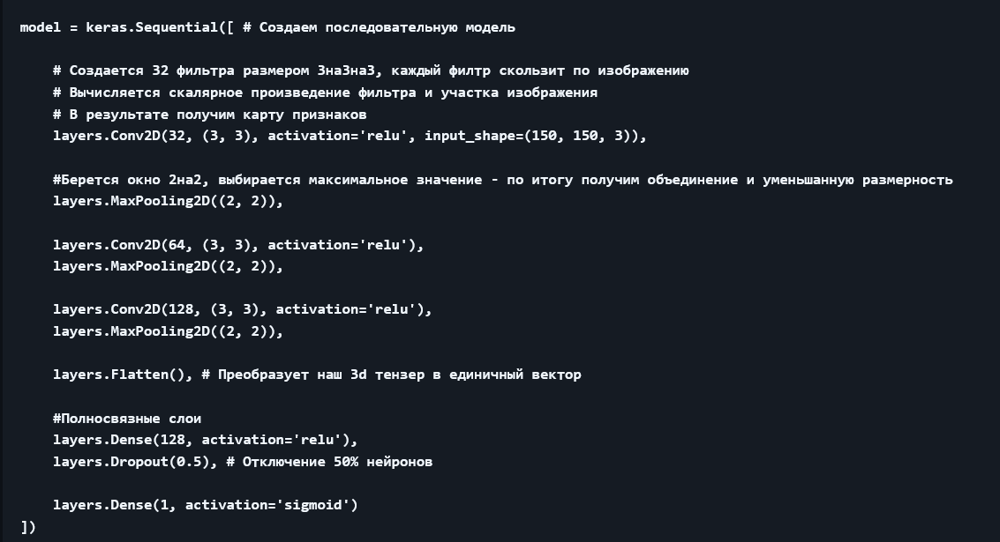 model = keras.Sequential([ # Создаем последовательную модель
# Создается 32 фильтра размером 3на3на3, каждый филтр скользит по изображению
# Вычисляется скалярное произведение фильтра и участка изображения
# В результате получим карту признаков
layers.Conv2D(32, (3, 3), activation='relu', input_shape=(150, 150, 3)),
#Берется окно 2на2, выбирается максимальное значение - по итогу получим объединение и уменьшанную размерность
layers.MaxPooling2D((2, 2)),
layers.Conv2D(64, (3, 3), activation='relu'),
layers.MaxPooling2D((2, 2)),
layers.Conv2D(128, (3, 3), activation='relu'),
layers.MaxPooling2D((2, 2)),
layers.Flatten(), # Преобразует наш 3d тензер в единичный вектор
#Полносвязные слои
layers.Dense(128, activation='relu'),
layers.Dropout(0.5), # Отключение 50% нейронов
layers.Dense(1, activation='sigmoid')
])